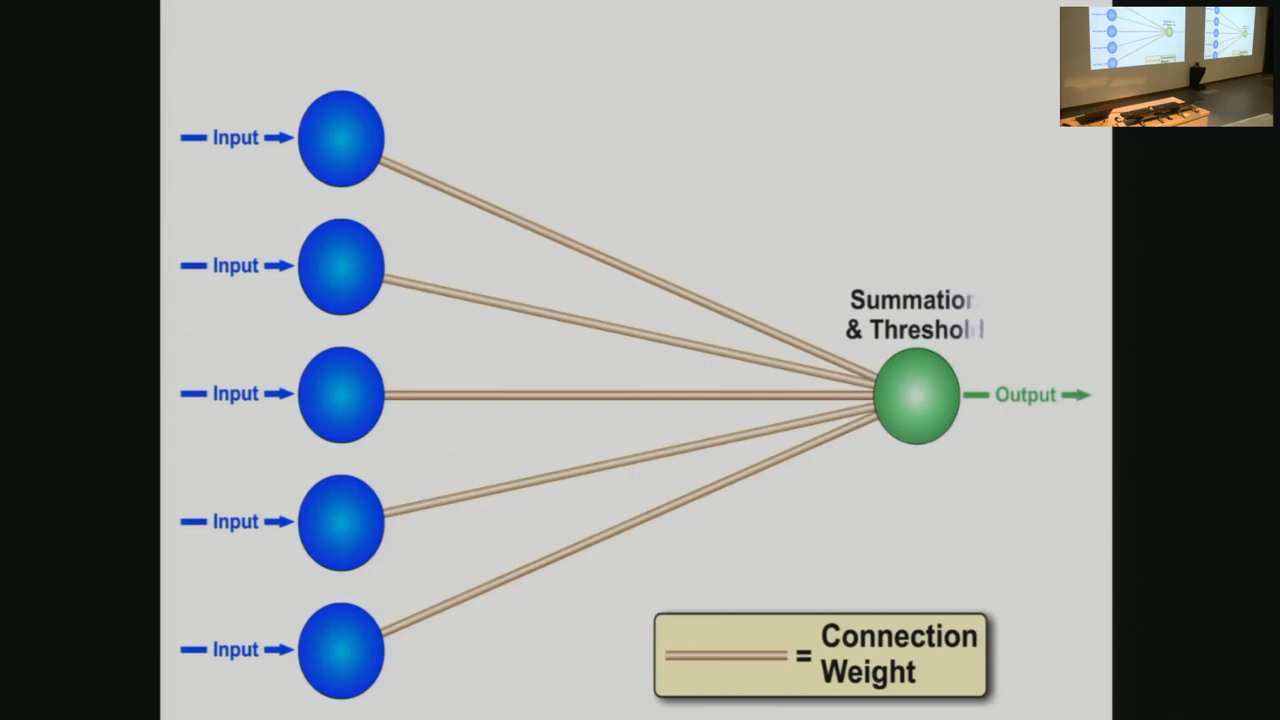 Input
Input
Summation
& Threshold
Input
Output
Input
Connection
= Weight
Input